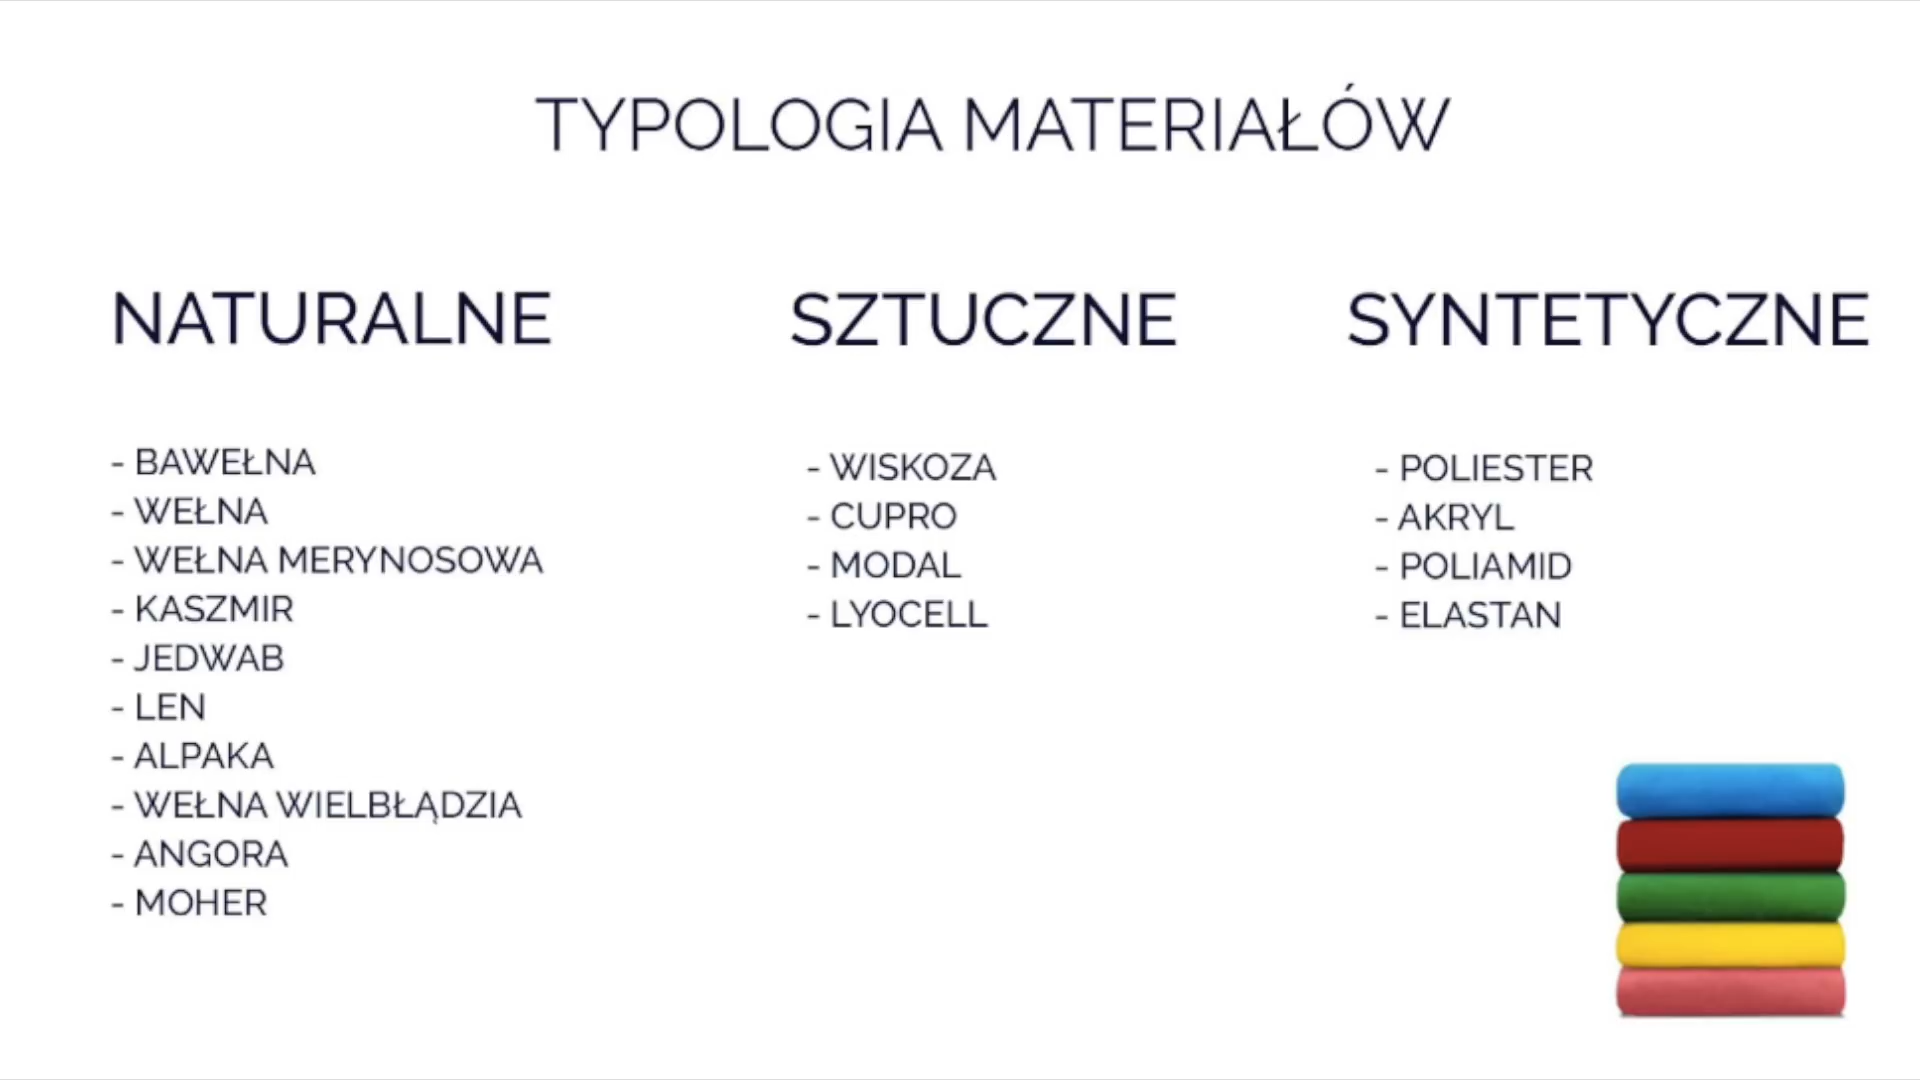 TYPOLOGIA MATERIAŁÓW
NATURALNE
- BAWEŁNA
- WEŁNA
- WEŁNA MERYNOSOWA
- KASZMIR
- JEDWAB
- LEN
- ALPAKA
- WEŁNA WIELBŁĄDZIA
- ANGORA
- MOHER
SZTUCZNE
- WISKOZA
- CUPRO
- MODAL
- LYOCELL
SYNTETYCZNE
- POLIESTER
- AKRYL
- POLIAMID
- ELASTAN